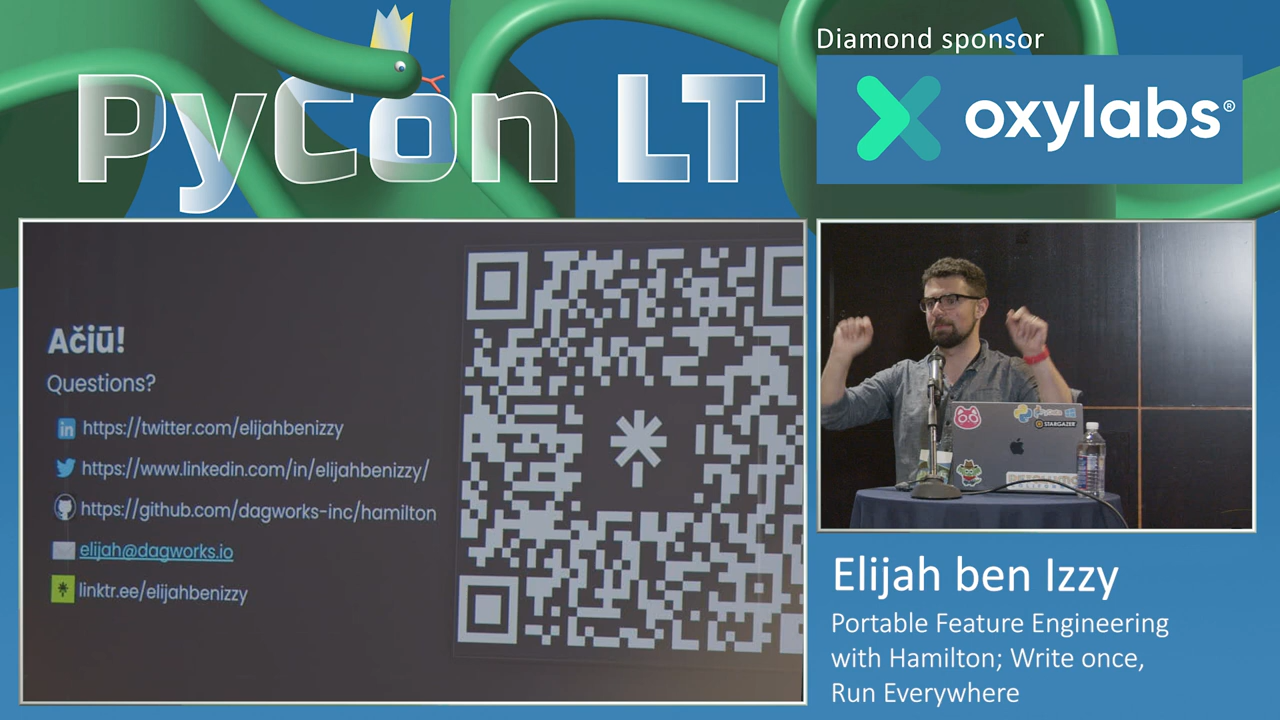 PyCon LT
Diamond sponsor
oxylabs®
Ačiū!
Questions?
in https://twitter.com/elijahbenizzy
https://www.linkedin.com/in/elijahbenizzy/
https://github.com/dagworks-inc/hamilton
elijah@dagworks.io
linktr.ee/elijahbenizzy
STARGAZER
Elijah ben Izzy
Portable Feature Engineering
with Hamilton; Write once,
Run Everywhere